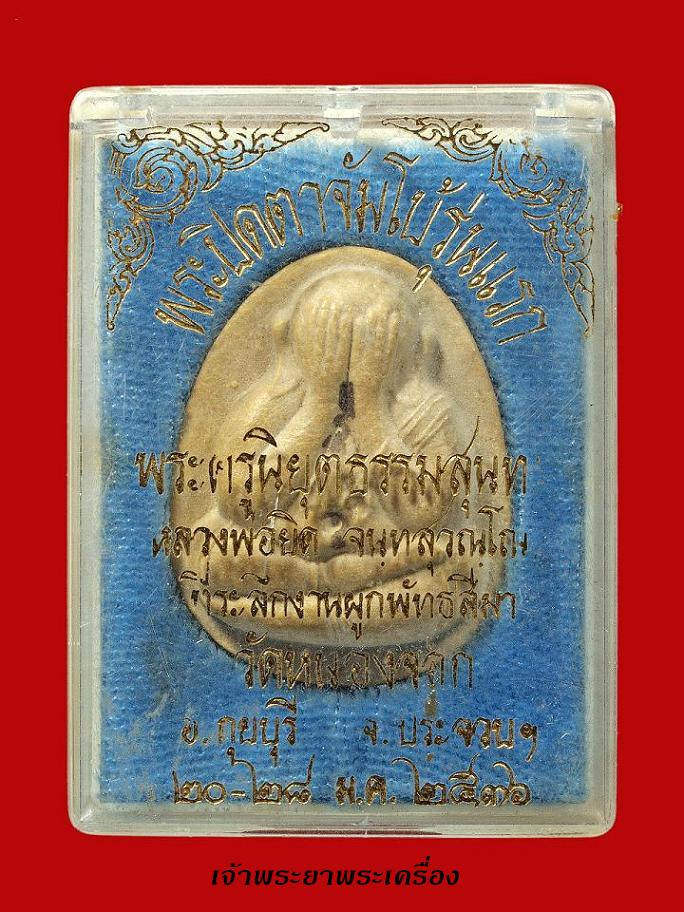 พระปิดตาจัมโบ้รุ่นแรก
พระครูนิยุตธรรมสุนท
หลวงพ่อยิด จนฺทสุวณฺโณ
ที่ระลึกงานผูกพัทธสีมา
วัดหนองจอก
อ.กุยบุรี จ.ประจวบฯ
๒๐-๒๘ ม.ค. ๒๕๓๖
เจ้าพระยาพระเครื่อง